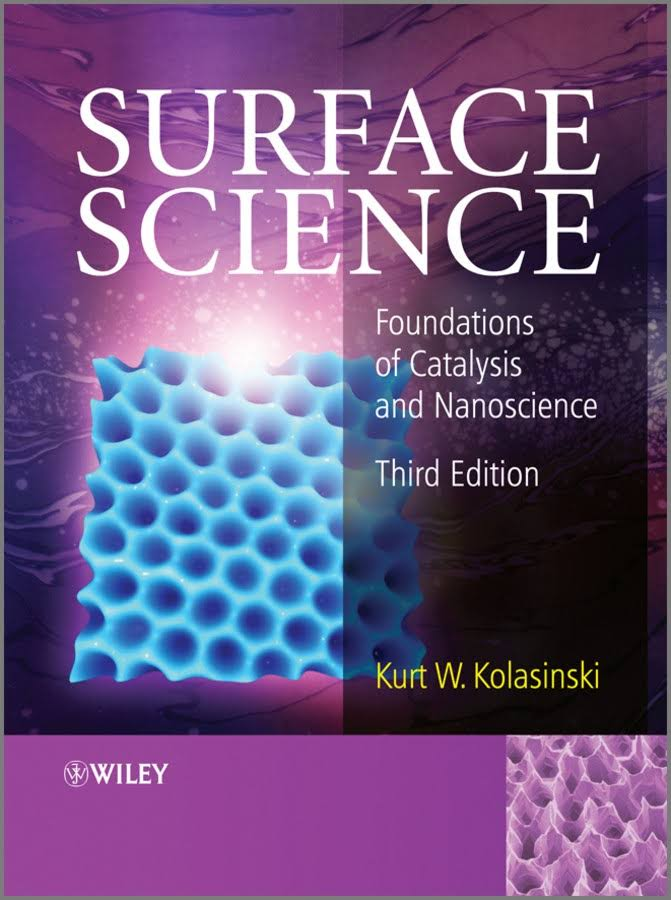 SURFACE
SCIENCE
Foundations
of Catalysis
and Nanoscience
Third Edition
Kurt W. Kolasinski
WILEY